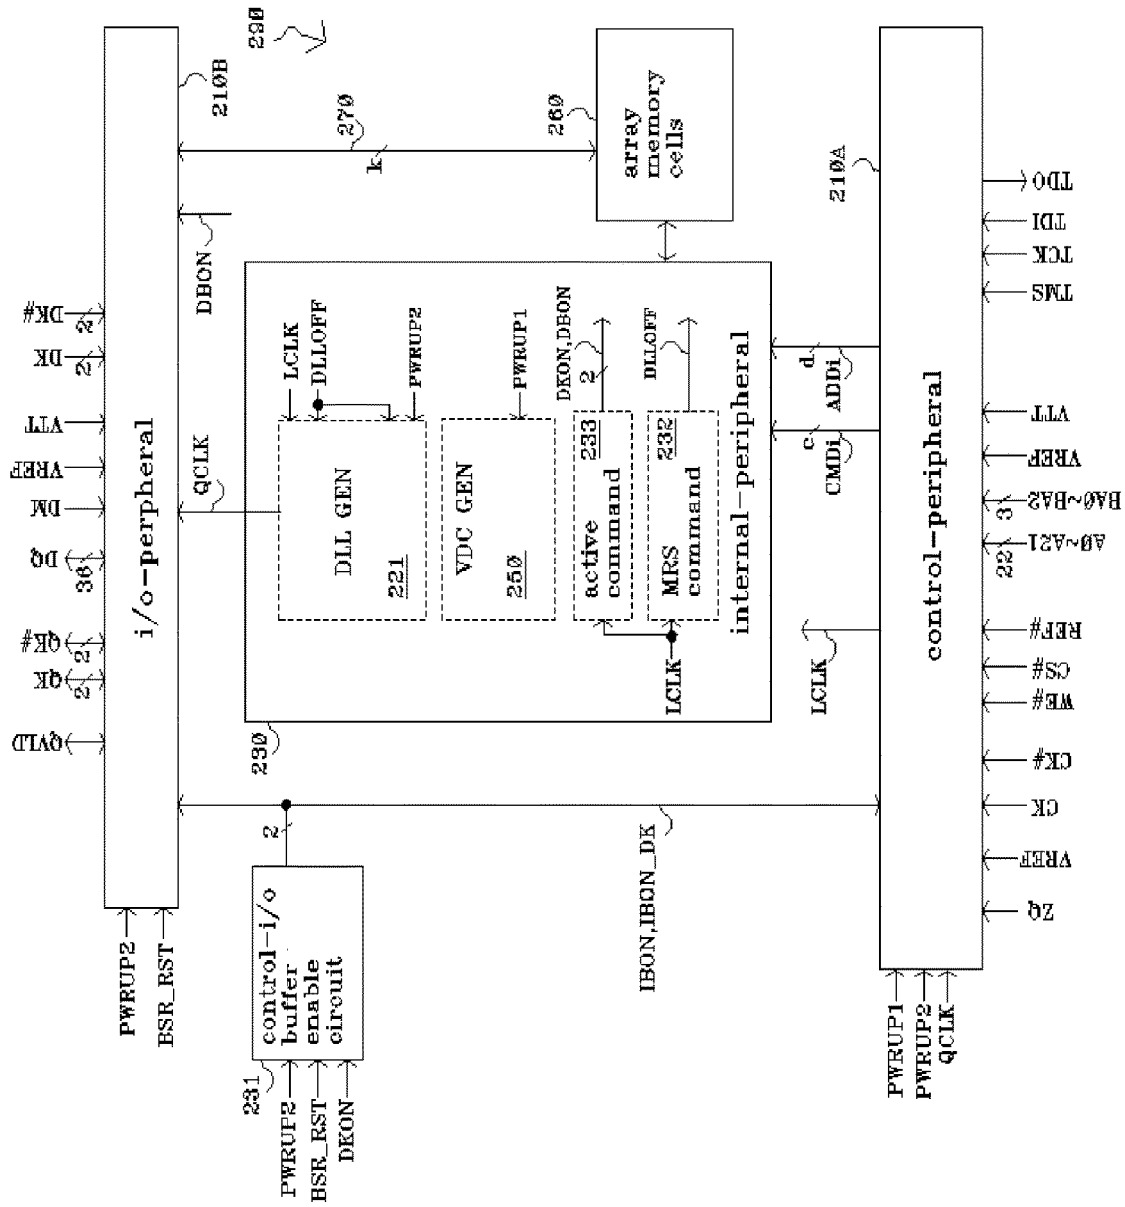 290
210B
270
k
260
array
memory
cells
210A
DBON
i/o-perpheral
DK#
2
DK
2
VTT
VREF
DM
DQ
36
QK#
2
QK
2
QVLD
PWRUP2
BSR_RST
QCLK
LCLK
DLLOFF
PWRUP2
PWRUP1
DLL GEN
221
VDC GEN
250
DKON,DBON
2
DLLOFF
active
command
233
MRS
command
232
LCLK
internal-peripheral
230
2
control-i/o
buffer
enable
circuit
231
PWRUP2
BSR_RST
DKON
IBON,IBON_DK
d
ADDi
c
CMDi
LCLK
control-peripheral
TDO
TDI
TCK
TMS
VTT
VREF
BA0~BA2
3
A0~A21
22
REF#
CS#
WE#
CK#
CK
VREF
ZQ
PWRUP1
PWRUP2
QCLK